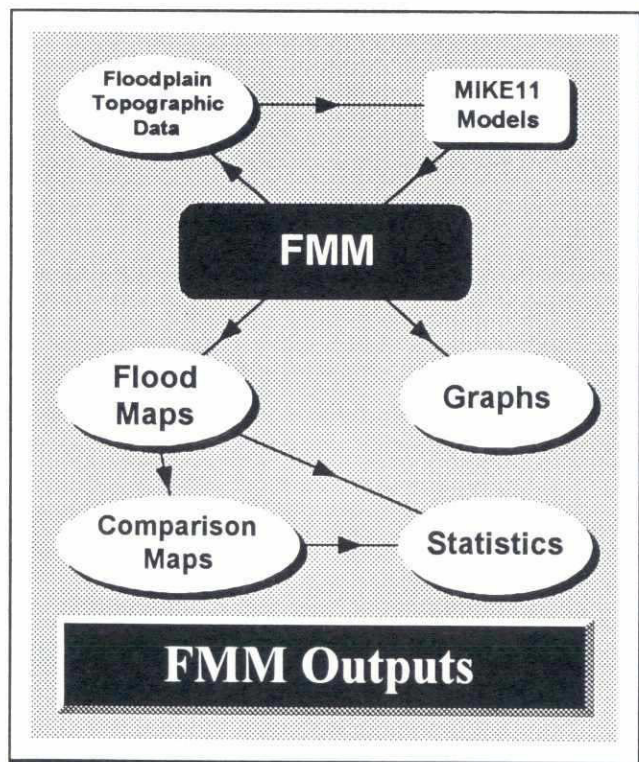 Floodplain
Topographic
Data
MIKE11
Models
FMM
Flood
Maps
Graphs
Comparison
Maps
Statistics
FMM Outputs